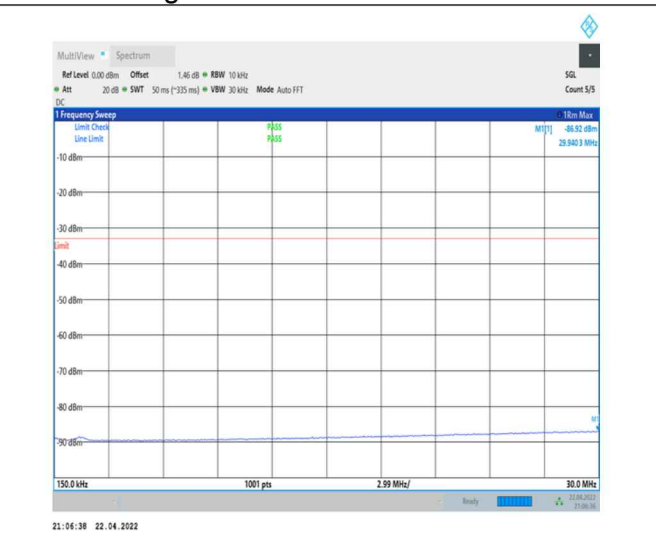 MultiView Spectrum
Ref Level 0.00 dBm Offset 1.46 dB RBW 10 kHz SGL
Att 20 dB SWT 50 ms (~335 ms) VBW 30 kHz Mode Auto FFT Count 5/5
DC
1 Frequency Sweep 1Rm Max
Limit Check PASS M1[1] -86.92 dBm
Line Limit PASS 29.9403 MHz
-10 dBm
-20 dBm
-30 dBm
Limit
-40 dBm
-50 dBm
-60 dBm
-70 dBm
-80 dBm
M1
-90 dBm
150.0 kHz 1001 pts 2.99 MHz/ 30.0 MHz
Ready 22.04.2022
21:06:38
21:06:38 22.04.2022